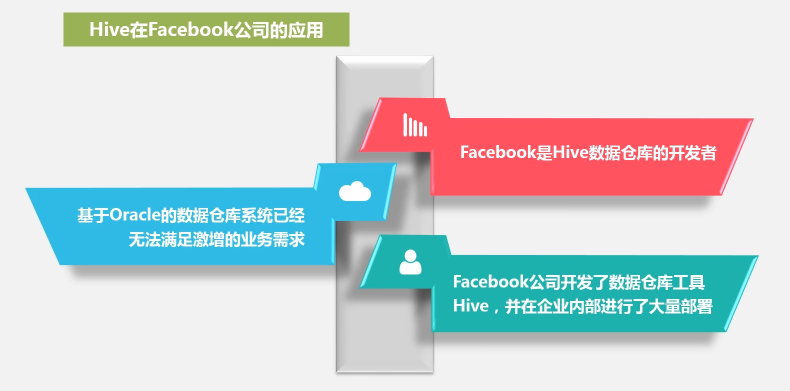 Hive在Facebook公司的应用
Facebook是Hive数据仓库的开发者
基于Oracle的数据仓库系统已经
无法满足激增的业务需求
Facebook公司开发了数据仓库工具
Hive，并在企业内部进行了大量部署